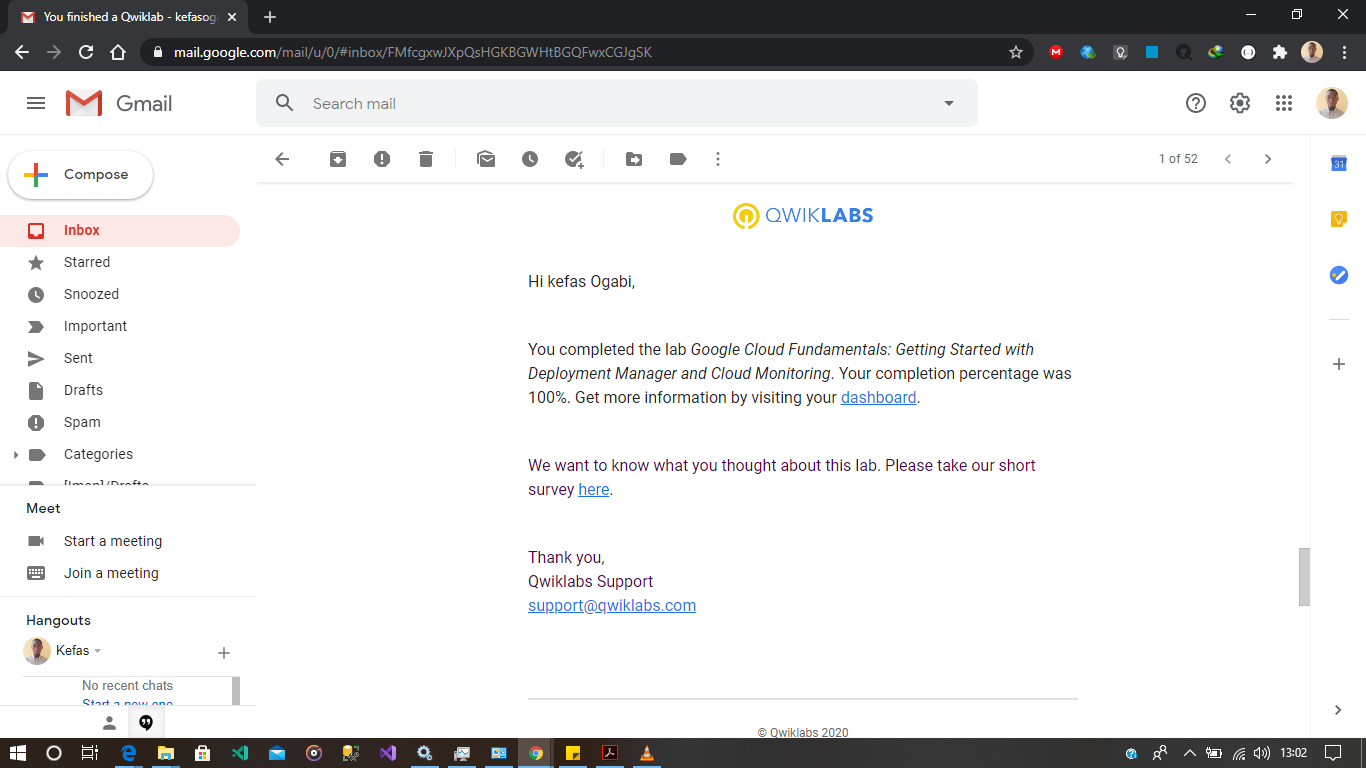 You finished a Qwiklab - kefasoga
mail.google.com/mail/u/0/#inbox/FMfcgxwJXpQsHGKBGWHtBGQFwxCGJgSK
Gmail
Search mail
Compose
1 of 52
31
Inbox
Starred
Snoozed
Important
Sent
Drafts
Spam
Categories
[Imap]/Drafts
Meet
Start a meeting
Join a meeting
Hangouts
Kefas
No recent chats
Start a new one
QWIKLABS
Hi kefas Ogabi,
You completed the lab Google Cloud Fundamentals: Getting Started with
Deployment Manager and Cloud Monitoring. Your completion percentage was
100%. Get more information by visiting your dashboard.
We want to know what you thought about this lab. Please take our short
survey here.
Thank you,
Qwiklabs Support
support@qwiklabs.com
© Qwiklabs 2020
13:02